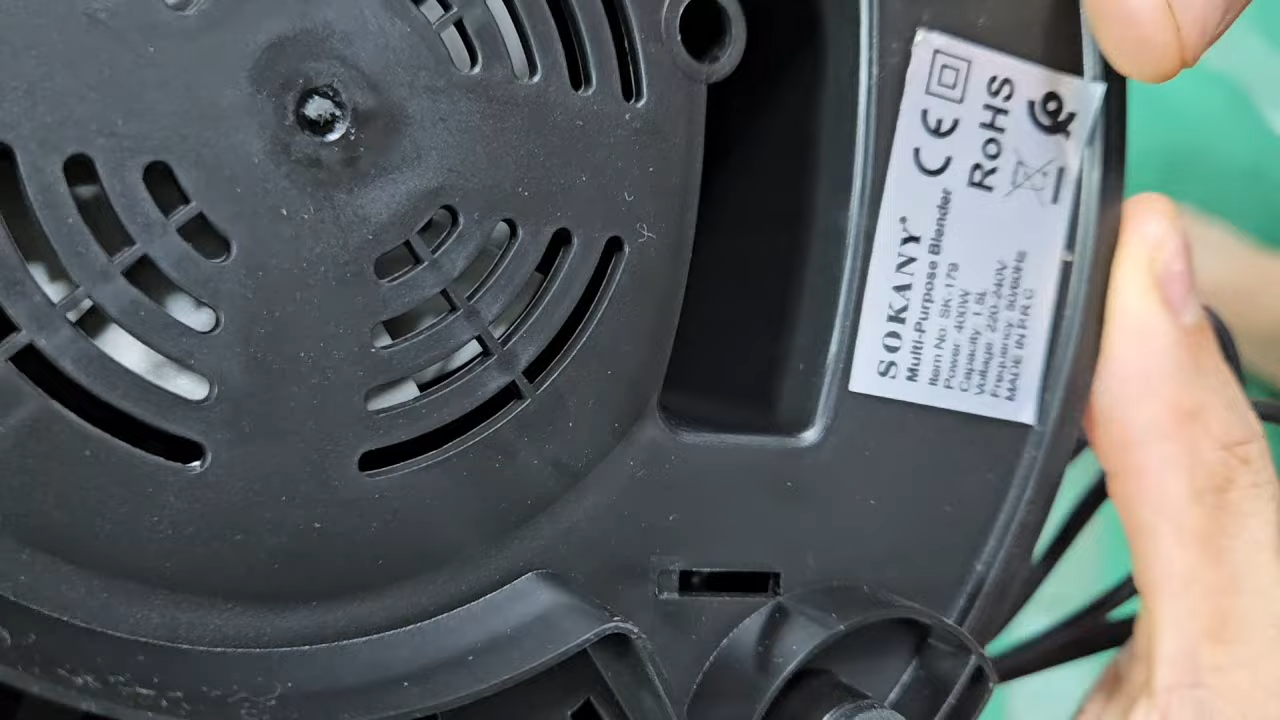 CE
RoHS
SOKANY®
Multi-Purpose Blender
Item No: SK-179
Power: 400W
Capacity: 1.5L
Voltage: 220-240V
Frequency: 50/60Hz
MADE IN P.R.C